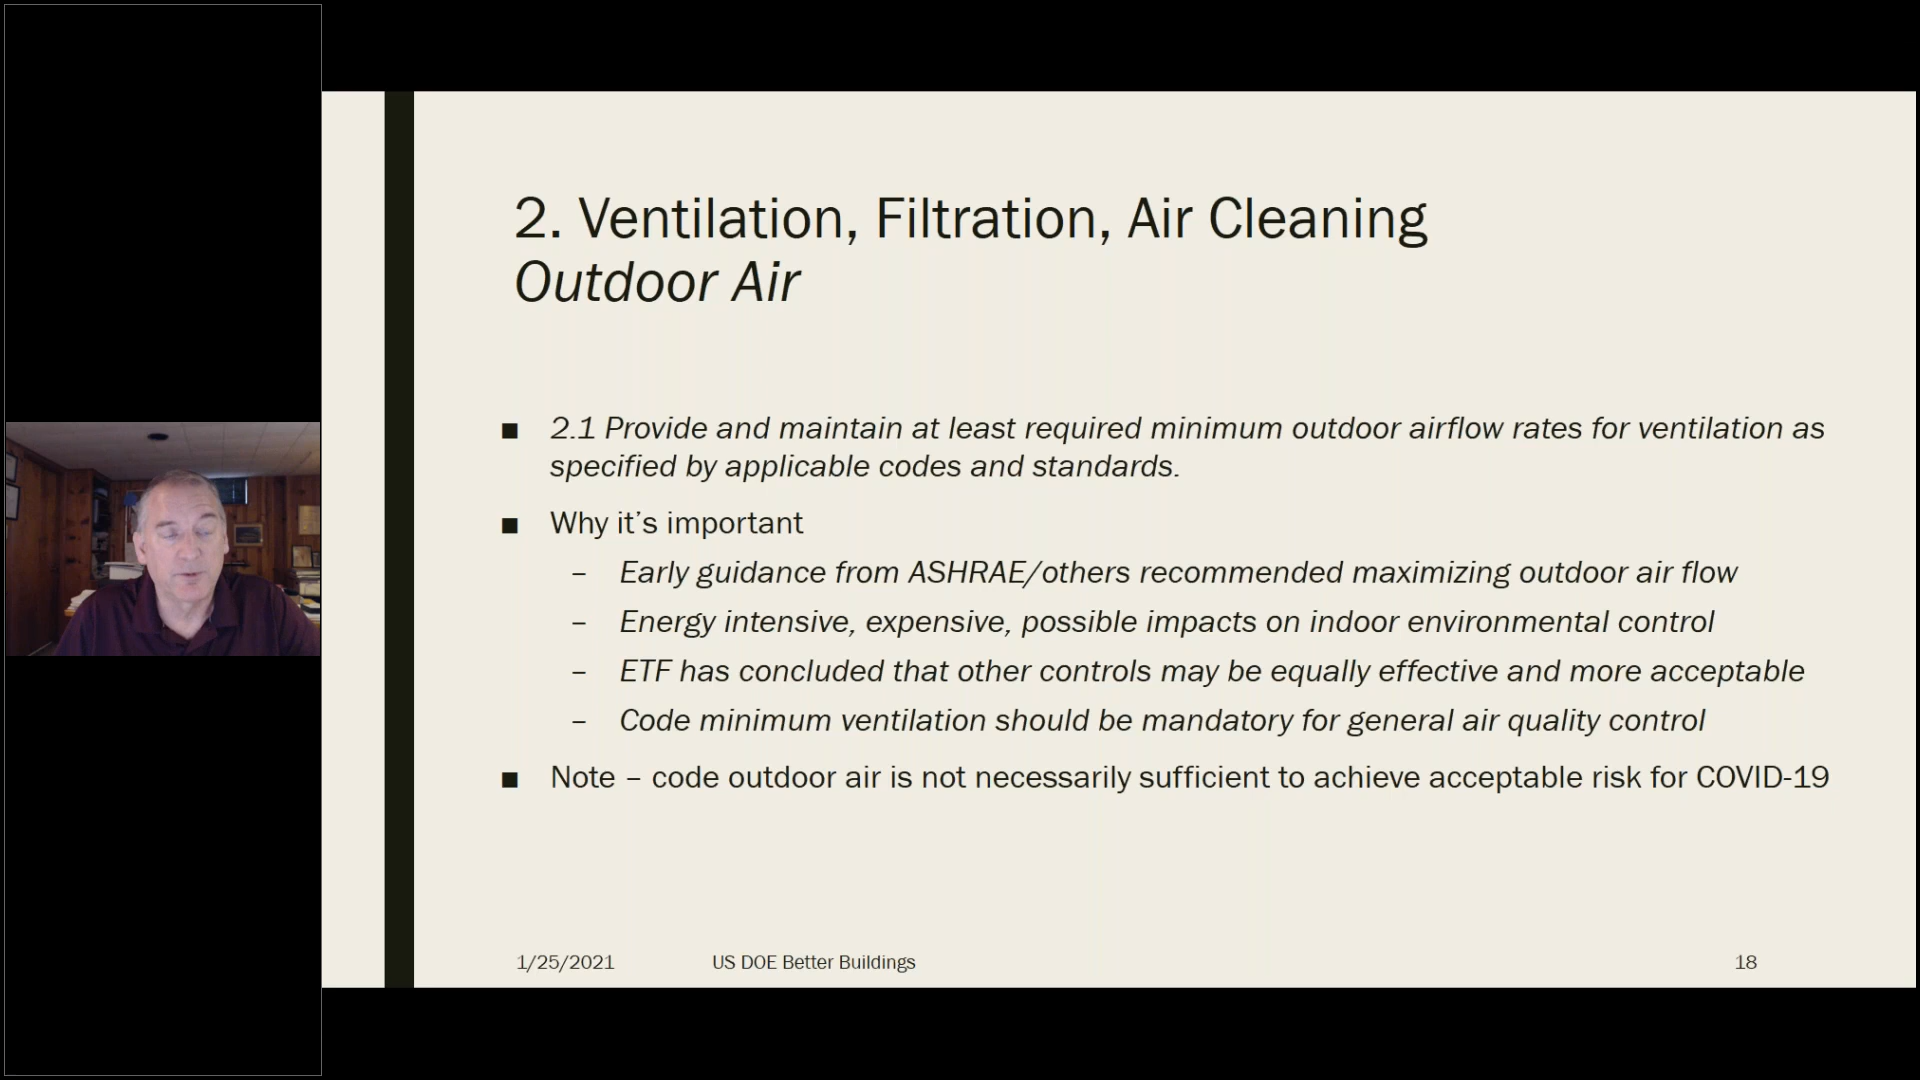 2. Ventilation, Filtration, Air Cleaning
Outdoor Air
■ 2.1 Provide and maintain at least required minimum outdoor airflow rates for ventilation as
specified by applicable codes and standards.
■ Why it’s important
– Early guidance from ASHRAE/others recommended maximizing outdoor air flow
– Energy intensive, expensive, possible impacts on indoor environmental control
– ETF has concluded that other controls may be equally effective and more acceptable
– Code minimum ventilation should be mandatory for general air quality control
■ Note – code outdoor air is not necessarily sufficient to achieve acceptable risk for COVID-19
1/25/2021 US DOE Better Buildings 18